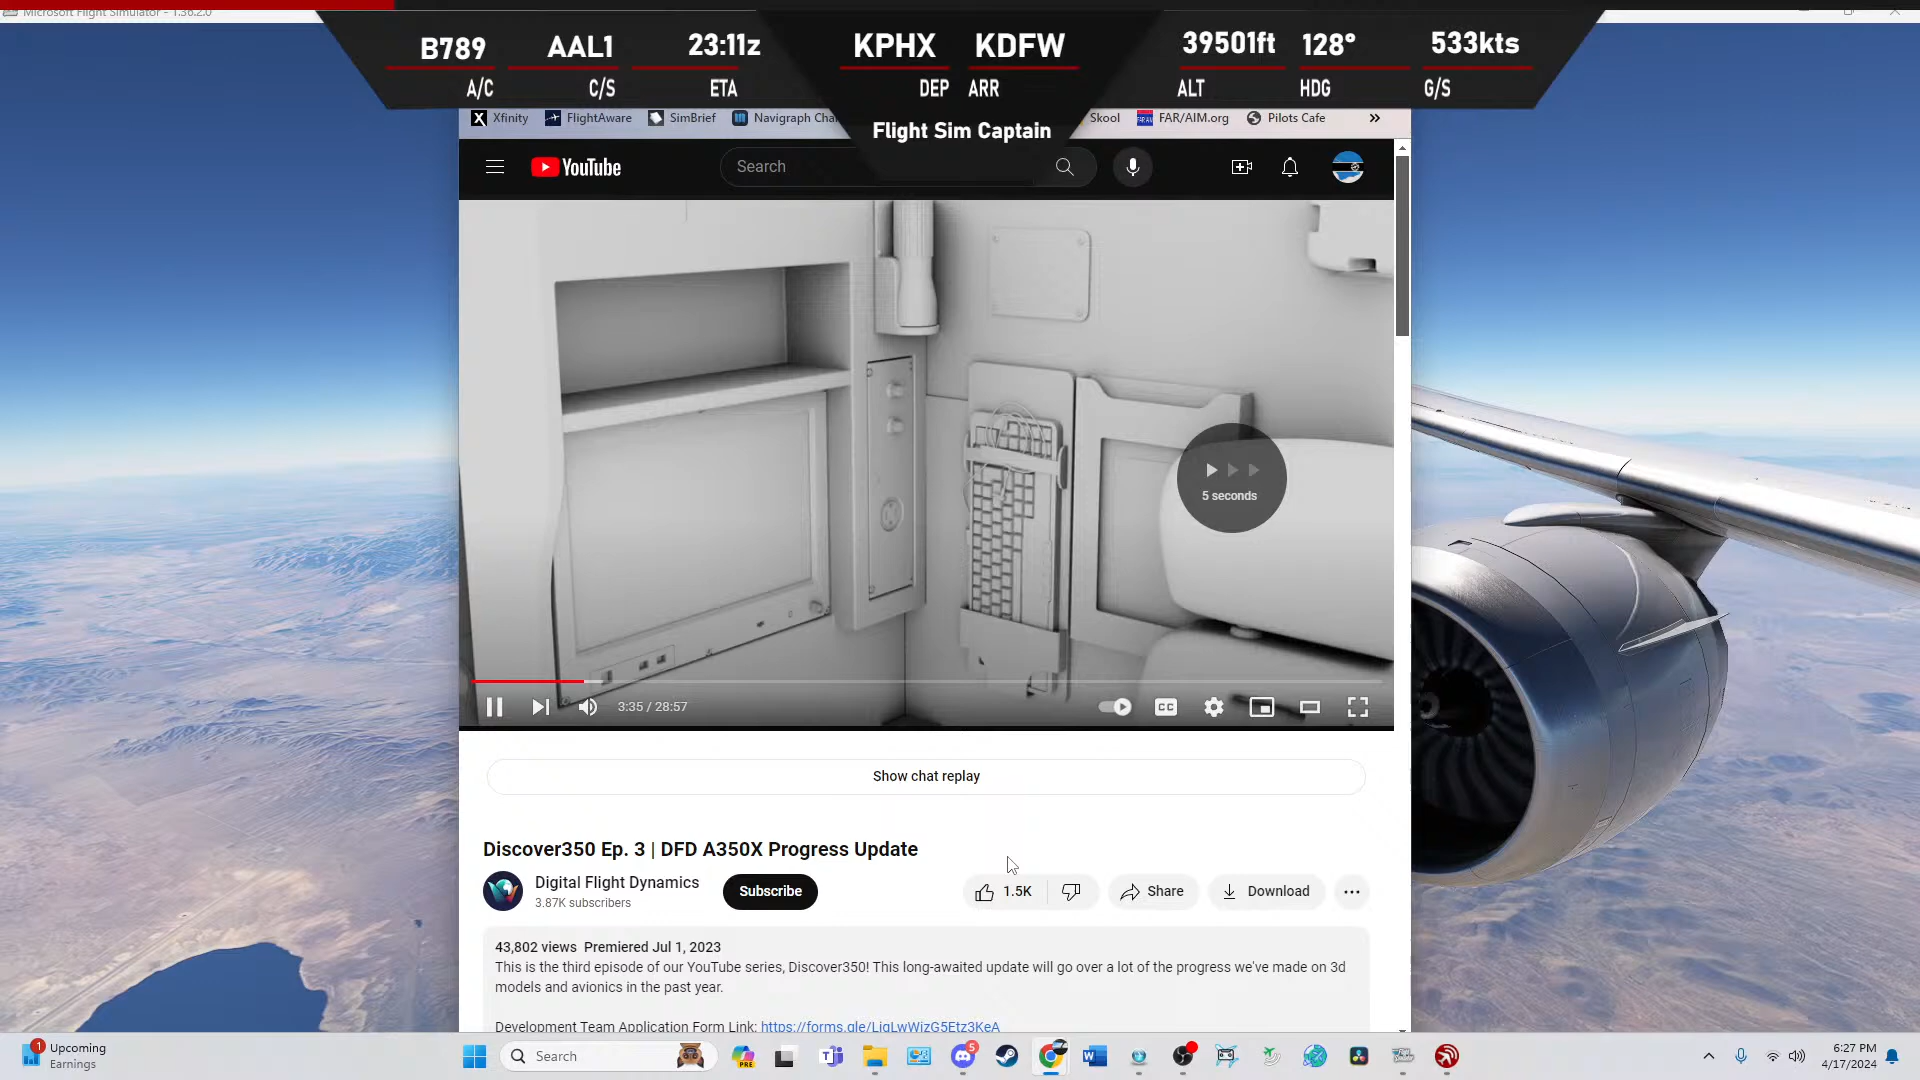 Microsoft Flight Simulator - 1.36.2.0
B789
A/C
AAL1
C/S
23:11z
ETA
KPHX
DEP
KDFW
ARR
39501ft
ALT
128°
HDG
533kts
G/S
Flight Sim Captain
Xfinity
FlightAware
SimBrief
Navigraph
Skool
FAR/AIM.org
Pilots Cafe
YouTube
Search
5 seconds
3:35 / 28:57
CC
Show chat replay
Discover350 Ep. 3 | DFD A350X Progress Update
Digital Flight Dynamics
3.87K subscribers
Subscribe
1.5K
Share
Download
43,802 views Premiered Jul 1, 2023
This is the third episode of our YouTube series, Discover350! This long-awaited update will go over a lot of the progress we've made on 3d
models and avionics in the past year.
Development Team Application Form Link: https://forms.gle/LigLwWizG5Etz3KeA
1
Upcoming
Earnings
Search
PRE
5
6:27 PM
4/17/2024